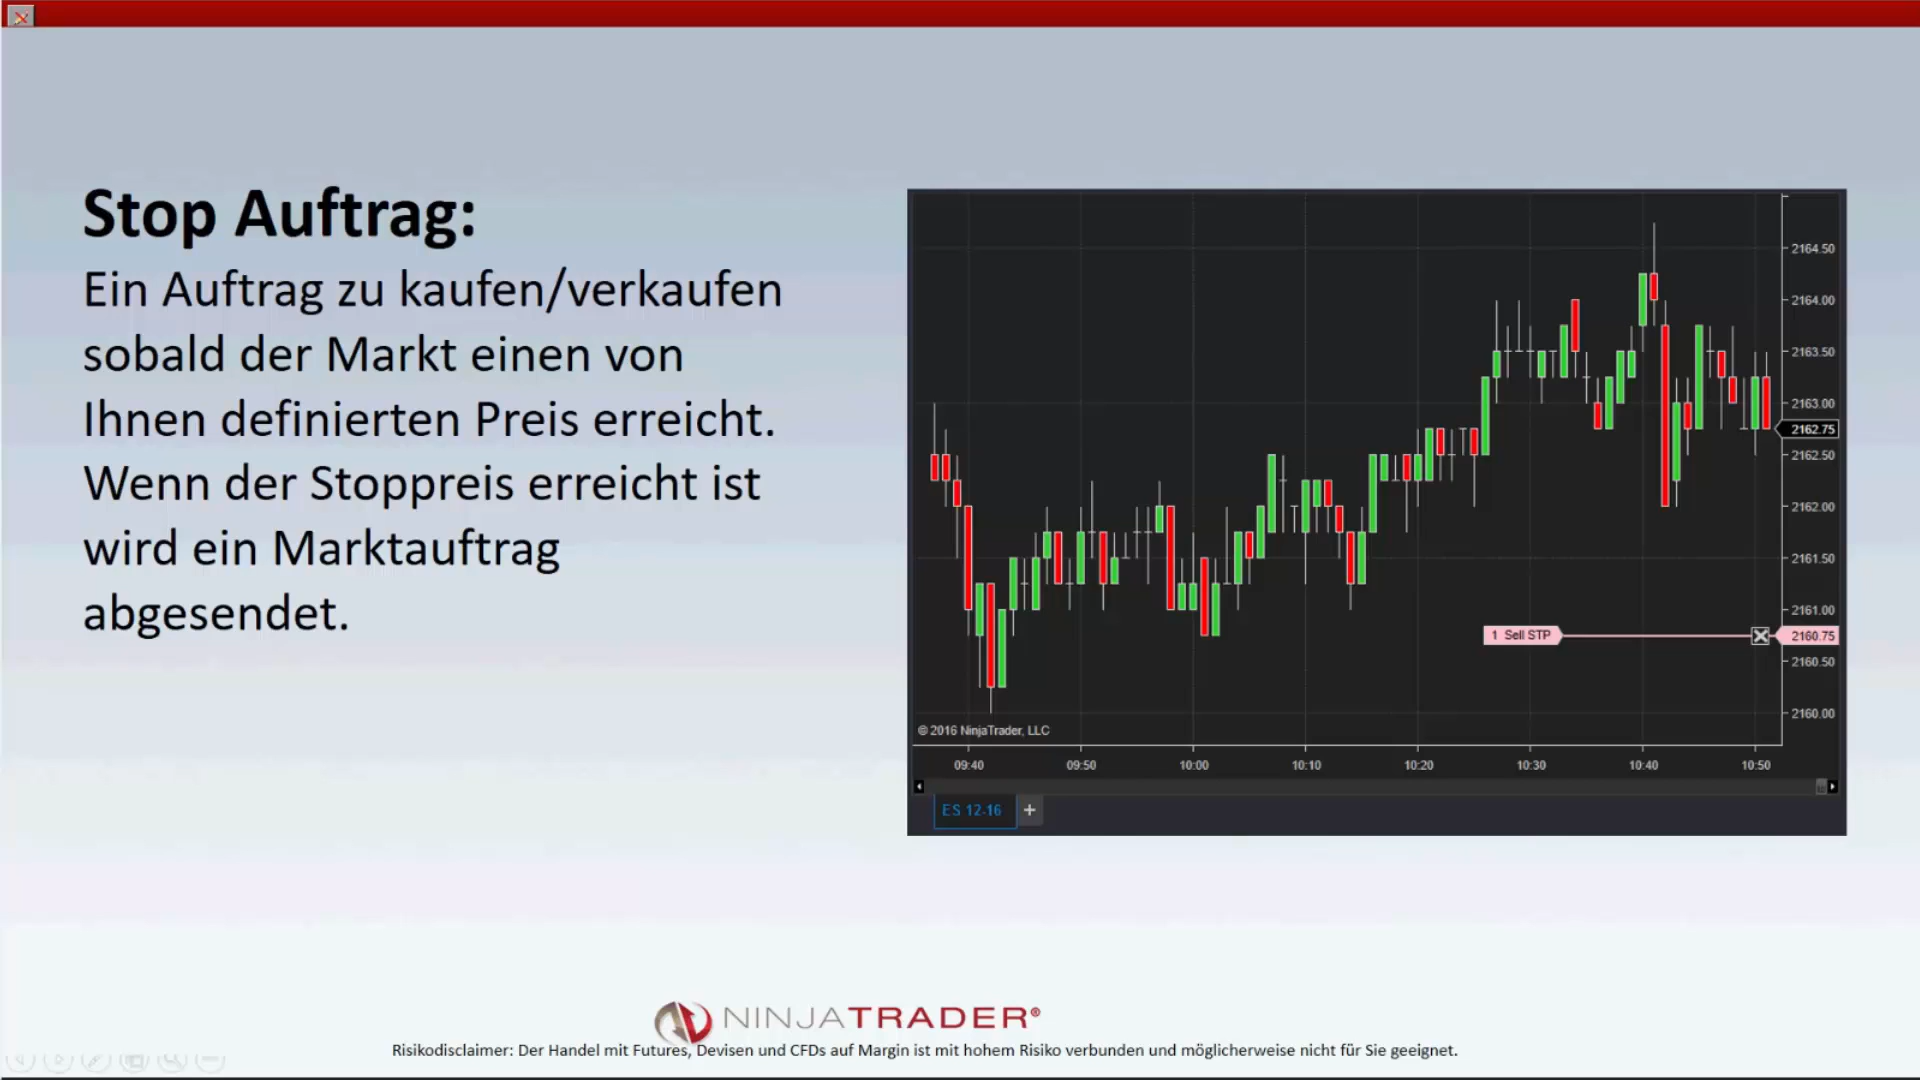 Stop Auftrag:
Ein Auftrag zu kaufen/verkaufen
sobald der Markt einen von
Ihnen definierten Preis erreicht.
Wenn der Stoppreis erreicht ist
wird ein Marktauftrag
abgesendet.
2164.50
2164.00
2163.50
2163.00
2162.75
2162.50
2162.00
2161.50
2161.00
1 Sell STP
2160.75
2160.50
2160.00
© 2016 NinjaTrader, LLC
09:40 09:50 10:00 10:10 10:20 10:30 10:40 10:50
ES 12-16 +
NINJATRADER®
Risikodisclaimer: Der Handel mit Futures, Devisen und CFDs auf Margin ist mit hohem Risiko verbunden und möglicherweise nicht für Sie geeignet.